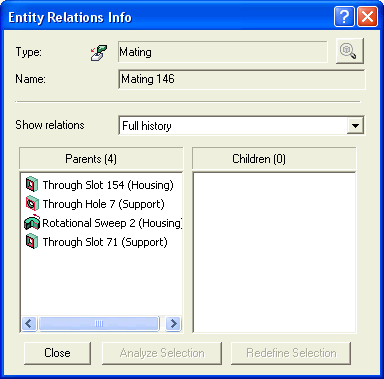 Entity Relations Info
Type: Mating
Name: Mating 146
Show relations Full history
Parents (4) Children (0)
Through Slot 154 (Housing)
Through Hole 7 (Support)
Rotational Sweep 2 (Housing
Through Slot 71 (Support)
Close Analyze Selection Redefine Selection